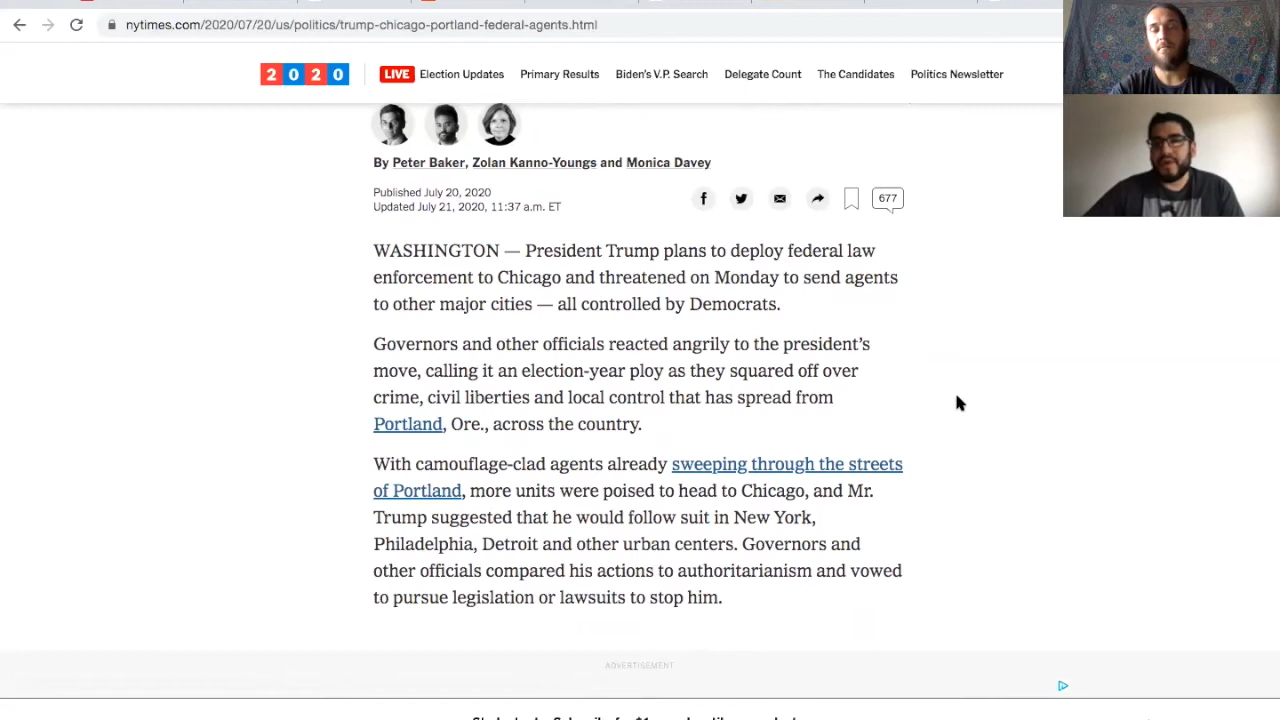 nytimes.com/2020/07/20/us/politics/trump-chicago-portland-federal-agents.html
2020 LIVE Election Updates Primary Results Biden's V.P. Search Delegate Count The Candidates Politics Newsletter
By Peter Baker, Zolan Kanno-Youngs and Monica Davey
Published July 20, 2020
Updated July 21, 2020, 11:37 a.m. ET
677
WASHINGTON — President Trump plans to deploy federal law
enforcement to Chicago and threatened on Monday to send agents
to other major cities — all controlled by Democrats.
Governors and other officials reacted angrily to the president's
move, calling it an election-year ploy as they squared off over
crime, civil liberties and local control that has spread from
Portland, Ore., across the country.
With camouflage-clad agents already sweeping through the streets
of Portland, more units were poised to head to Chicago, and Mr.
Trump suggested that he would follow suit in New York,
Philadelphia, Detroit and other urban centers. Governors and
other officials compared his actions to authoritarianism and vowed
to pursue legislation or lawsuits to stop him.
ADVERTISEMENT